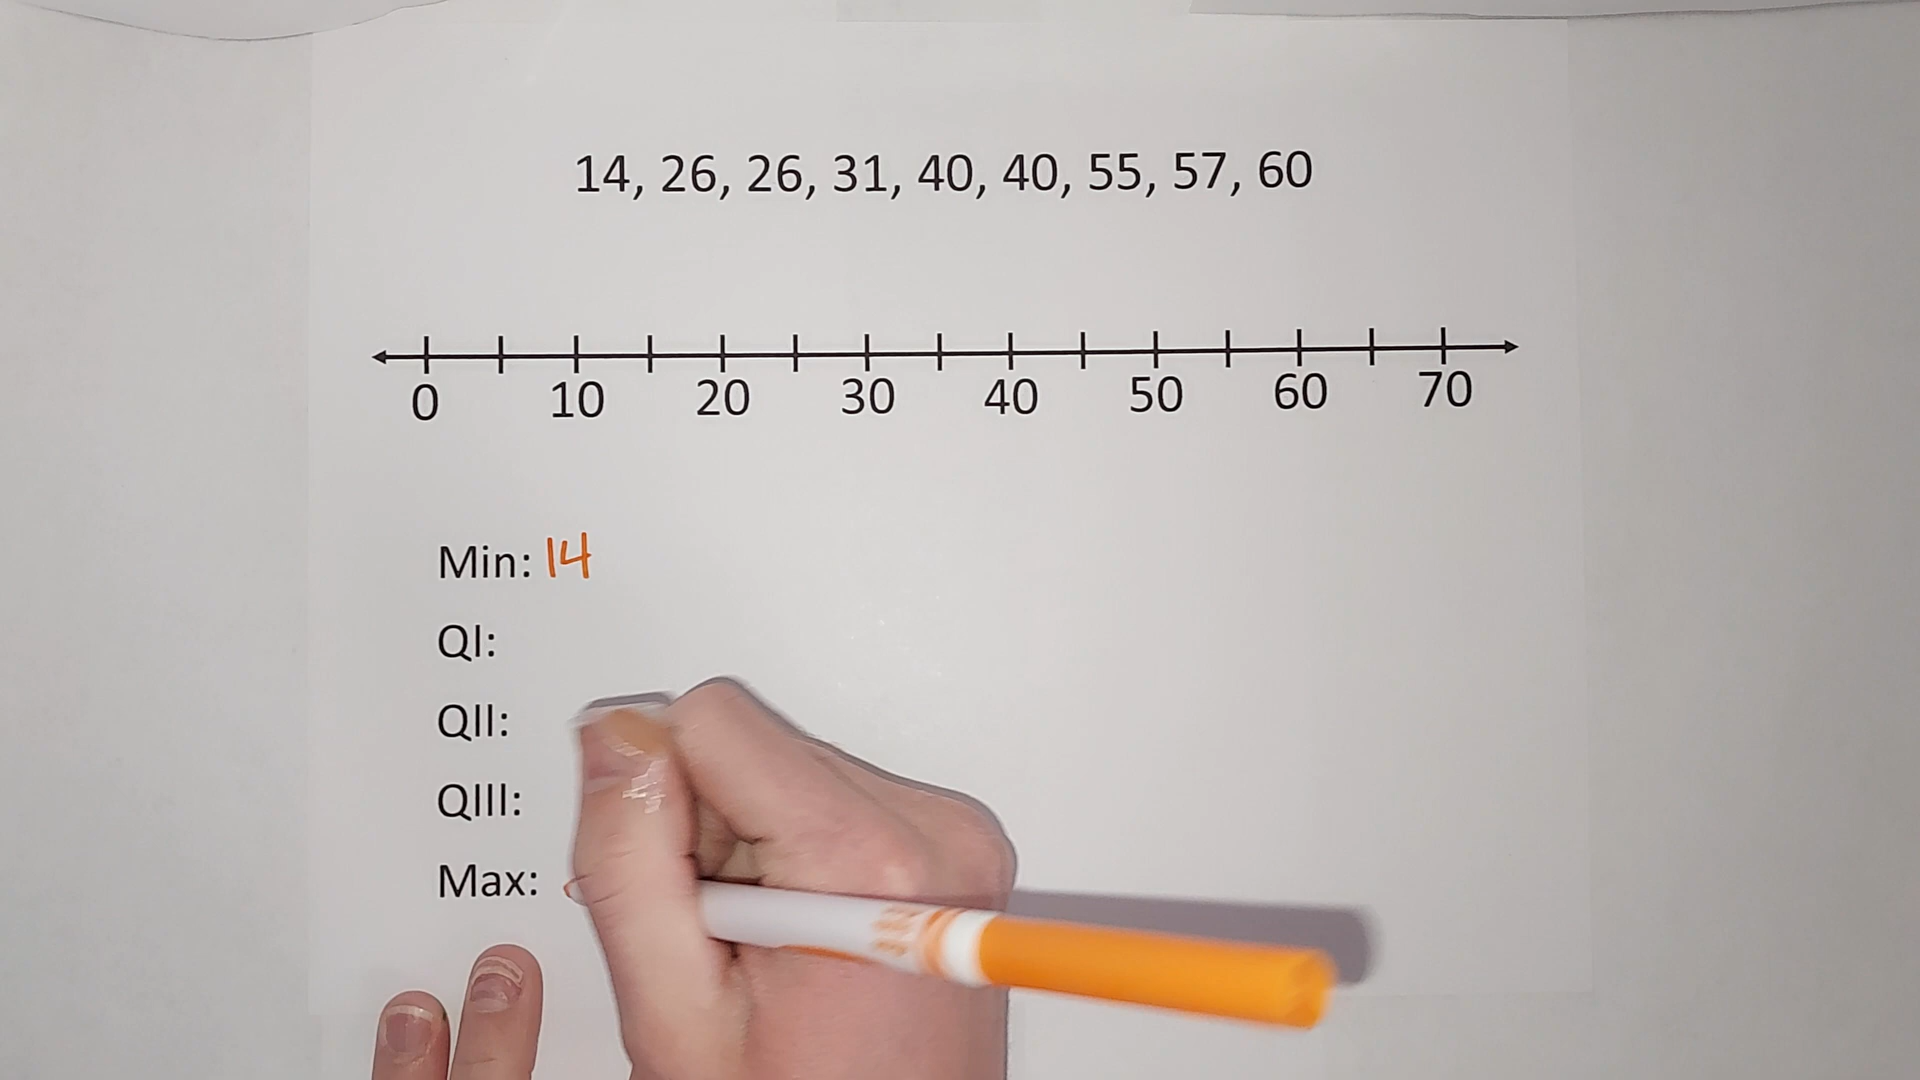 14, 26, 26, 31, 40, 40, 55, 57, 60
0 10 20 30 40 50 60 70
Min: 14
QI:
QII:
QIII:
Max: